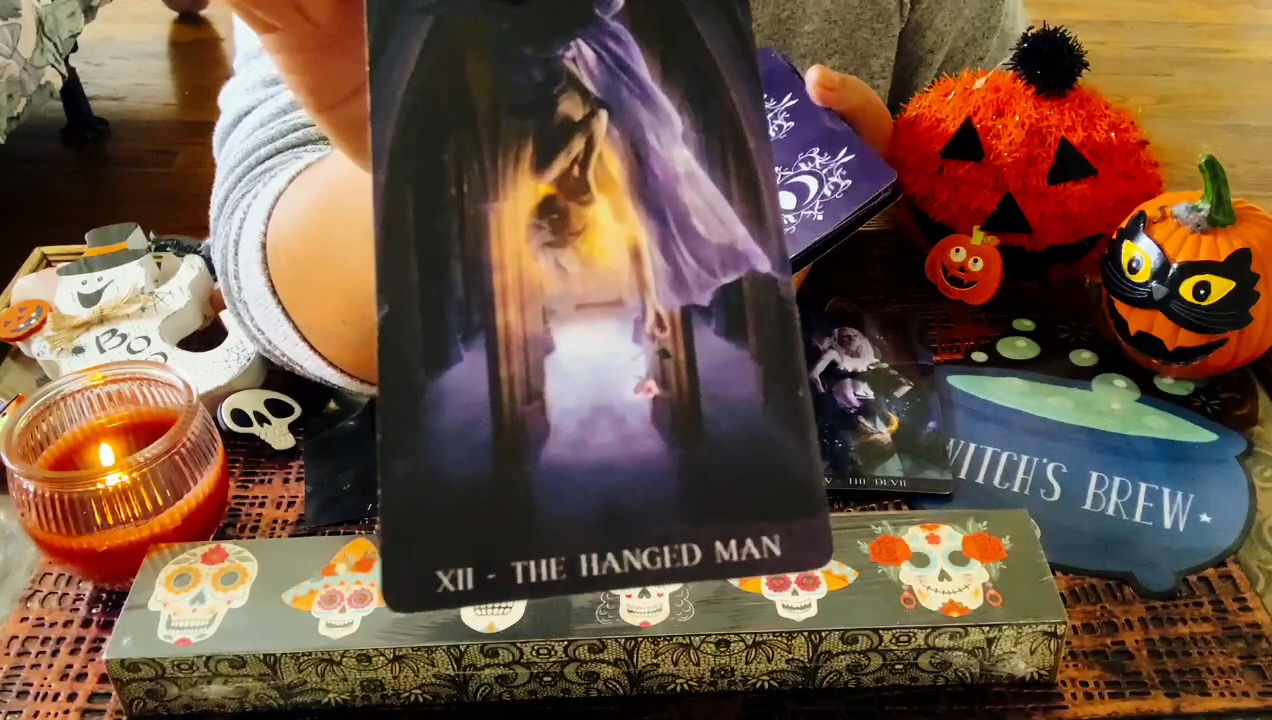 BOO
XII - THE HANGED MAN
V - THE DEVIL
WITCH'S BREW